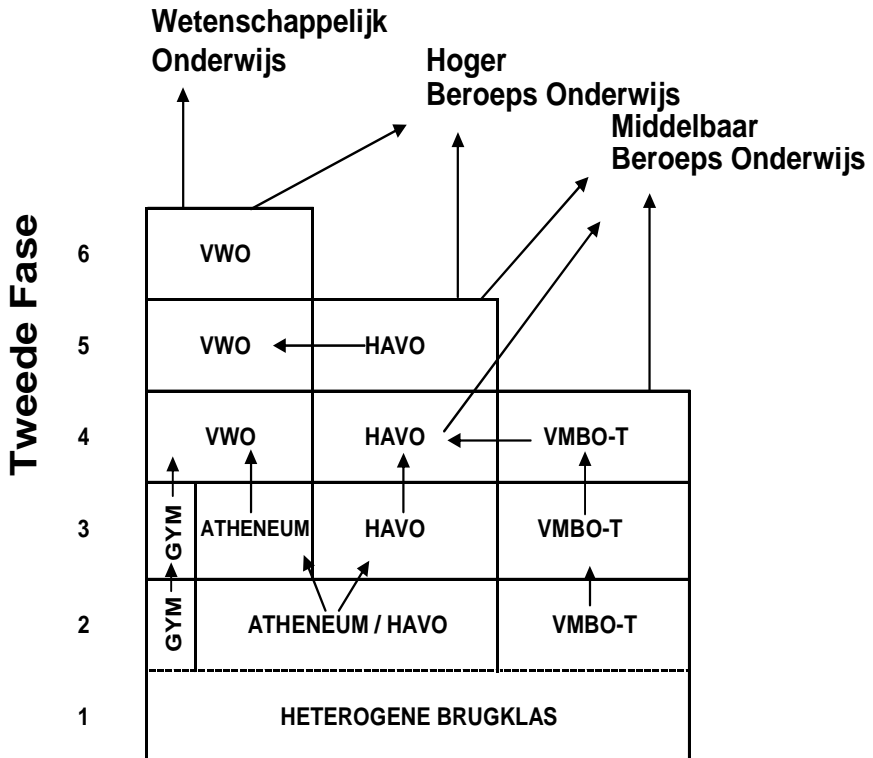 Wetenschappelijk
Onderwijs
Hoger
Beroeps Onderwijs
Middelbaar
Beroeps Onderwijs
Tweede Fase
6 VWO
5 VWO HAVO
4 VWO HAVO VMBO-T
3 GYM ATHENEUM HAVO VMBO-T
2 GYM ATHENEUM / HAVO VMBO-T
1 HETEROGENE BRUGKLAS